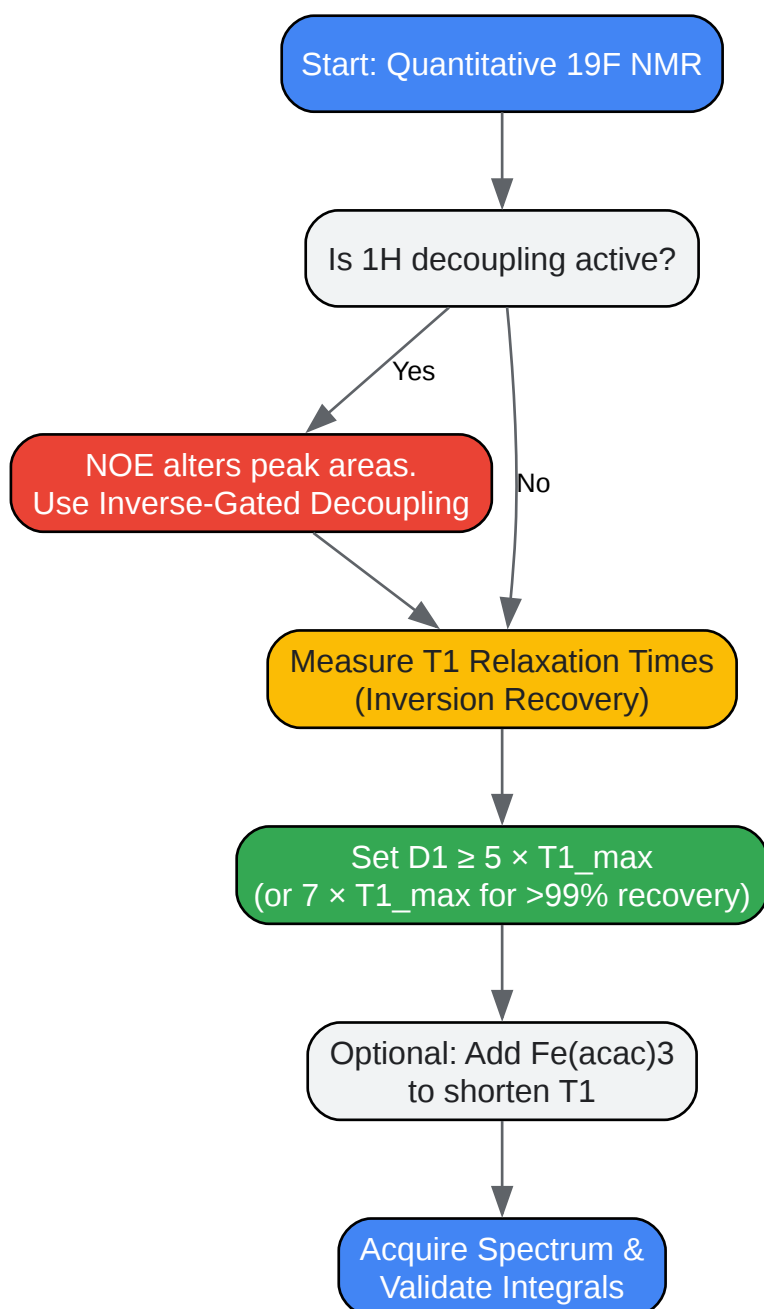 Start: Quantitative 19F NMR
Is 1H decoupling active?
Yes
NOE alters peak areas.
Use Inverse-Gated Decoupling
No
Measure T1 Relaxation Times
(Inversion Recovery)
Set D1 ≥ 5 × T1_max
(or 7 × T1_max for >99% recovery)
Optional: Add Fe(acac)3
to shorten T1
Acquire Spectrum &
Validate Integrals